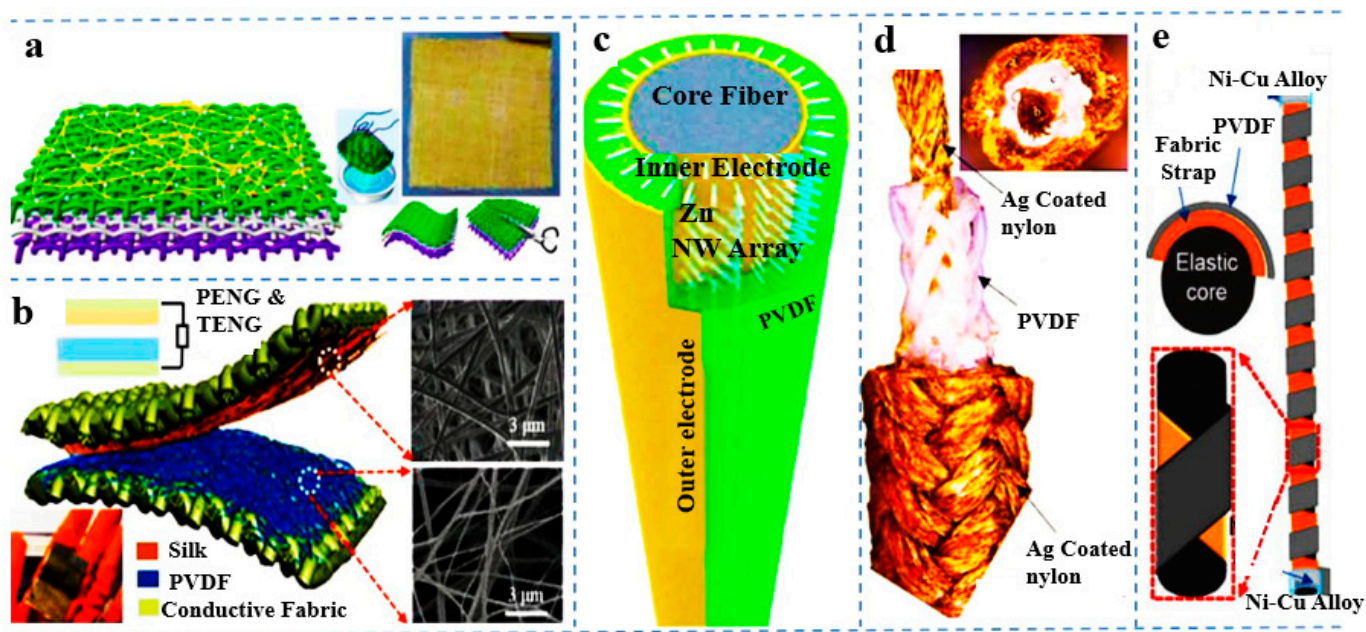 a
b
PENG &
TENG
3 μm
3 μm
Silk
PVDF
Conductive Fabric
c
Core Fiber
Inner Electrode
Zn
NW Array
PVDF
Outer electrode
d
Ag Coated
nylon
PVDF
Ag Coated
nylon
e
Ni-Cu Alloy
PVDF
Fabric
Strap
Elastic
core
Ni-Cu Alloy